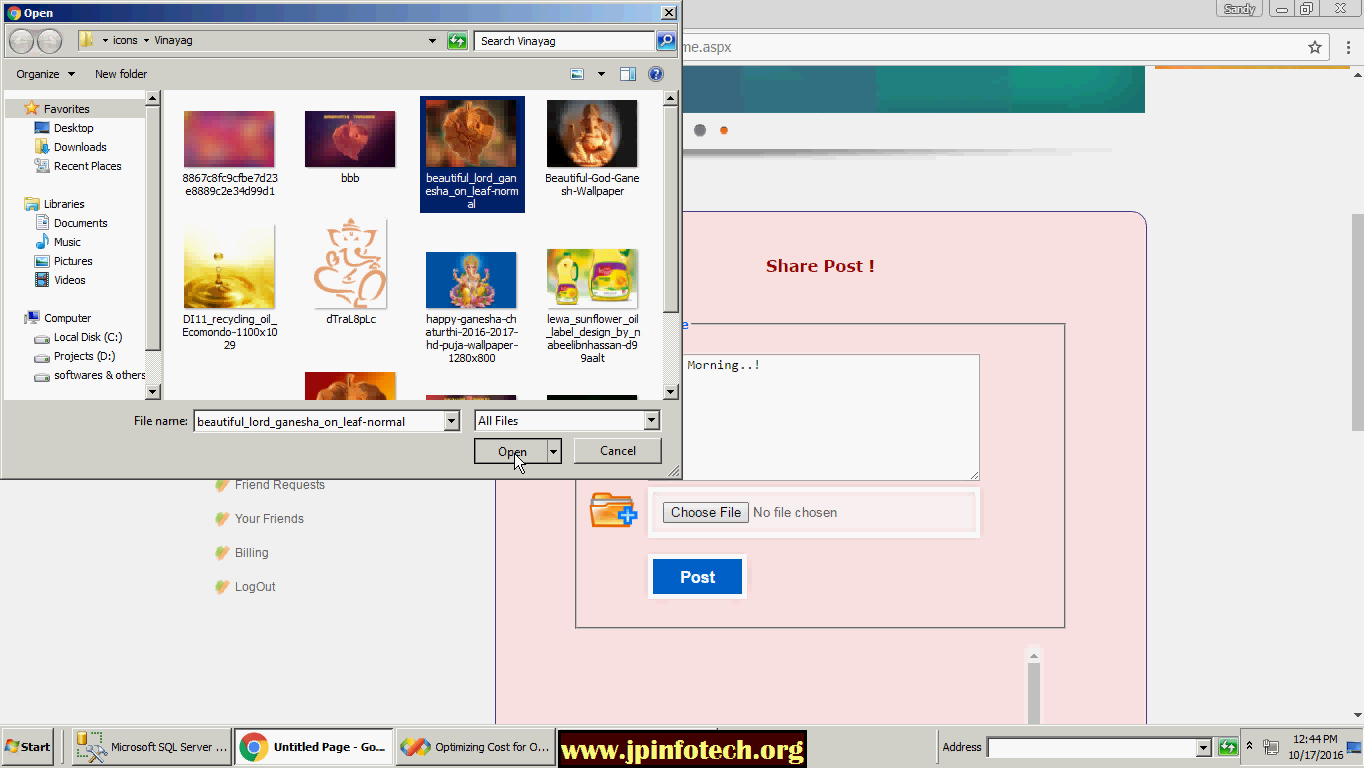 Open
icons
Vinayag
Search Vinayag
Organize
New folder
Favorites
Desktop
Downloads
Recent Places
Libraries
Documents
Music
Pictures
Videos
Computer
Local Disk (C:)
Projects (D:)
softwares & others
8867c8fc9cfbe7d23
e8889c2e34d99d1
bbb
beautiful_lord_gan
esha_on_leaf-norm
al
Beautiful-God-Gane
sh-Wallpaper
DI11_recycling_oil_
Ecomondo-1100x10
29
dTraL8pLc
happy-ganesha-ch
aturthi-2016-2017-
hd-puja-wallpaper-
1280x800
lewa_sunflower_oil
_label_design_by_n
abeelibnhassan-d9
9aalt
File name:
beautiful_lord_ganesha_on_leaf-normal
All Files
Open
Cancel
Sandy
me.aspx
Share Post !
e
Morning..!
Choose File No file chosen
Post
Friend Requests
Your Friends
Billing
LogOut
Start
Microsoft SQL Server ...
Untitled Page - Go...
Optimizing Cost for O...
www.jpinfotech.org
Address
12:44 PM
10/17/2016